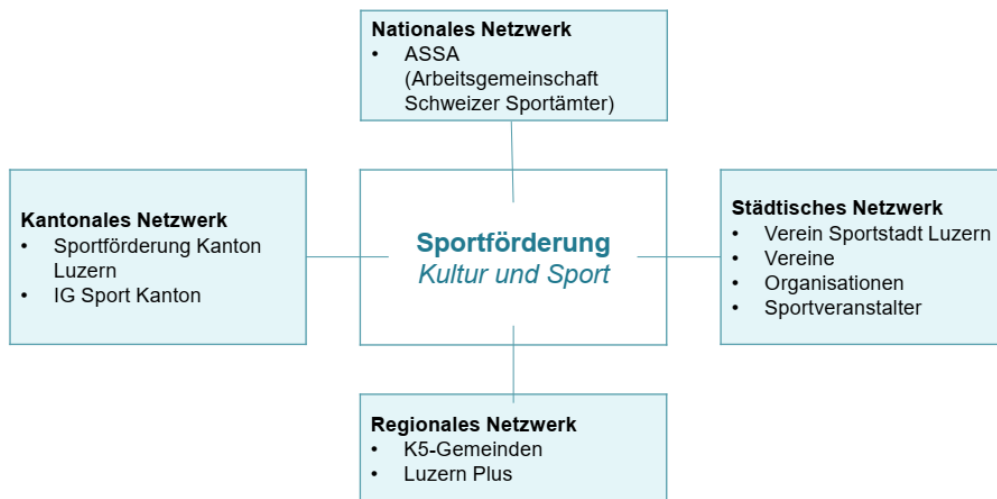 Nationales Netzwerk
• ASSA
(Arbeitsgemeinschaft
Schweizer Sportämter)
Kantonales Netzwerk
• Sportförderung Kanton
Luzern
• IG Sport Kanton
Sportförderung
Kultur und Sport
Städtisches Netzwerk
• Verein Sportstadt Luzern
• Vereine
• Organisationen
• Sportveranstalter
Regionales Netzwerk
• K5-Gemeinden
• Luzern Plus